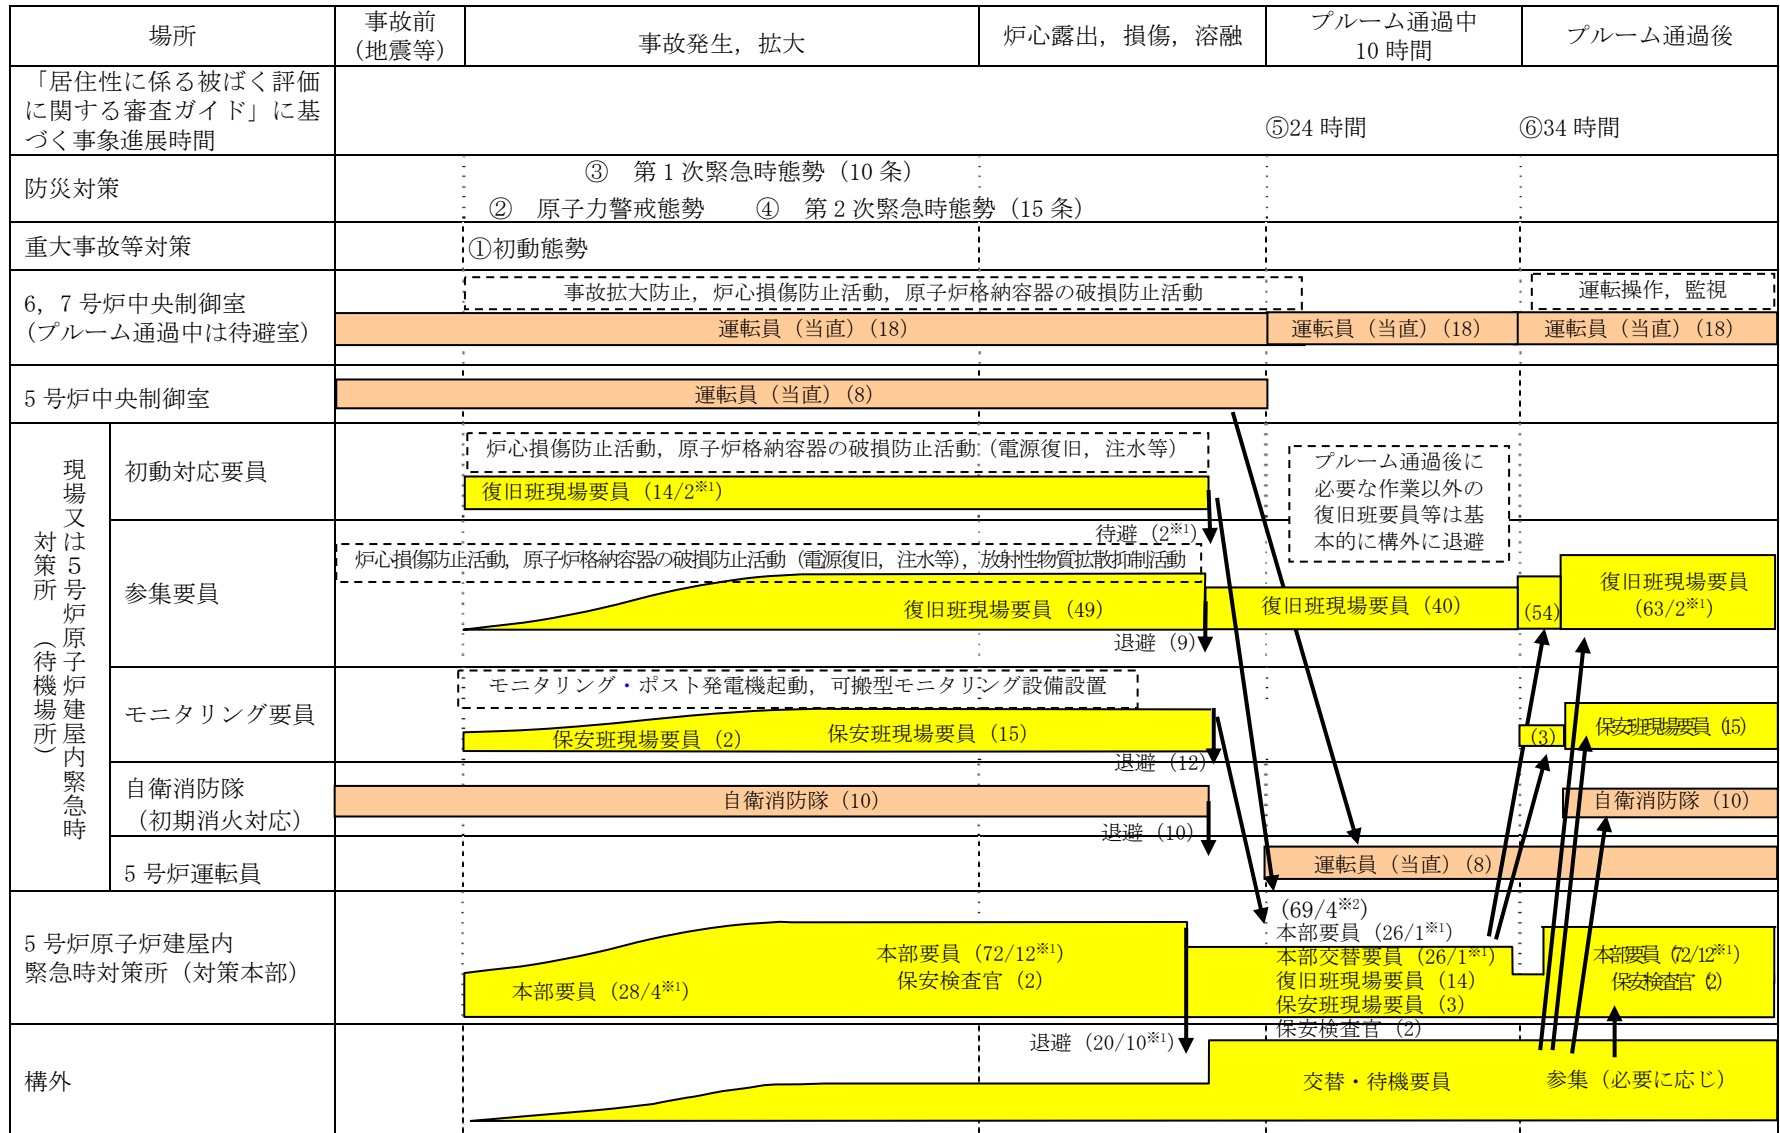 場所
事故前
（地震等）
事故発生，拡大
炉心露出，損傷，溶融
プルーム通過中
10 時間
プルーム通過後
「居住性に係る被ばく評価
に関する審査ガイド」に基
づく事象進展時間
⑤24 時間
⑥34 時間
防災対策
③　第 1 次緊急時態勢（10 条）
②　原子力警戒態勢
④　第 2 次緊急時態勢（15 条）
重大事故等対策
①初動態勢
6，7 号炉中央制御室
（プルーム通過中は待避室）
事故拡大防止，炉心損傷防止活動，原子炉格納容器の破損防止活動
運転操作，監視
運転員（当直）（18）
運転員（当直）（18）
運転員（当直）（18）
5 号炉中央制御室
運転員（当直）（8）
現場又は５号炉原子炉建屋内緊急時
対策所　（待機場所）
初動対応要員
炉心損傷防止活動，原子炉格納容器の破損防止活動（電源復旧，注水等）
復旧班現場要員（14/2※1）
待避（2※1）
プルーム通過後に
必要な作業以外の
復旧班要員等は基
本的に構外に退避
参集要員
炉心損傷防止活動，原子炉格納容器の破損防止活動（電源復旧，注水等），放射性物質拡散抑制活動
復旧班現場要員（49）
復旧班現場要員（40）
（54）
復旧班現場要員
（63/2※1）
退避（9）
モニタリング要員
モニタリング・ポスト発電機起動，可搬型モニタリング設備設置
保安班現場要員（2）
保安班現場要員（15）
（3）
保安班現場要員（15）
退避（12）
自衛消防隊
（初期消火対応）
自衛消防隊（10）
自衛消防隊（10）
退避（10）
5 号炉運転員
運転員（当直）（8）
5 号炉原子炉建屋内
緊急時対策所（対策本部）
本部要員（28/4※1）
本部要員（72/12※1）
保安検査官（2）
（69/4※2）
本部要員（26/1※1）
本部交替要員（26/1※1）
復旧班現場要員（14）
保安班現場要員（3）
保安検査官（2）
本部要員（72/12※1）
保安検査官（2）
退避（20/10※1）
構外
交替・待機要員
参集（必要に応じ）